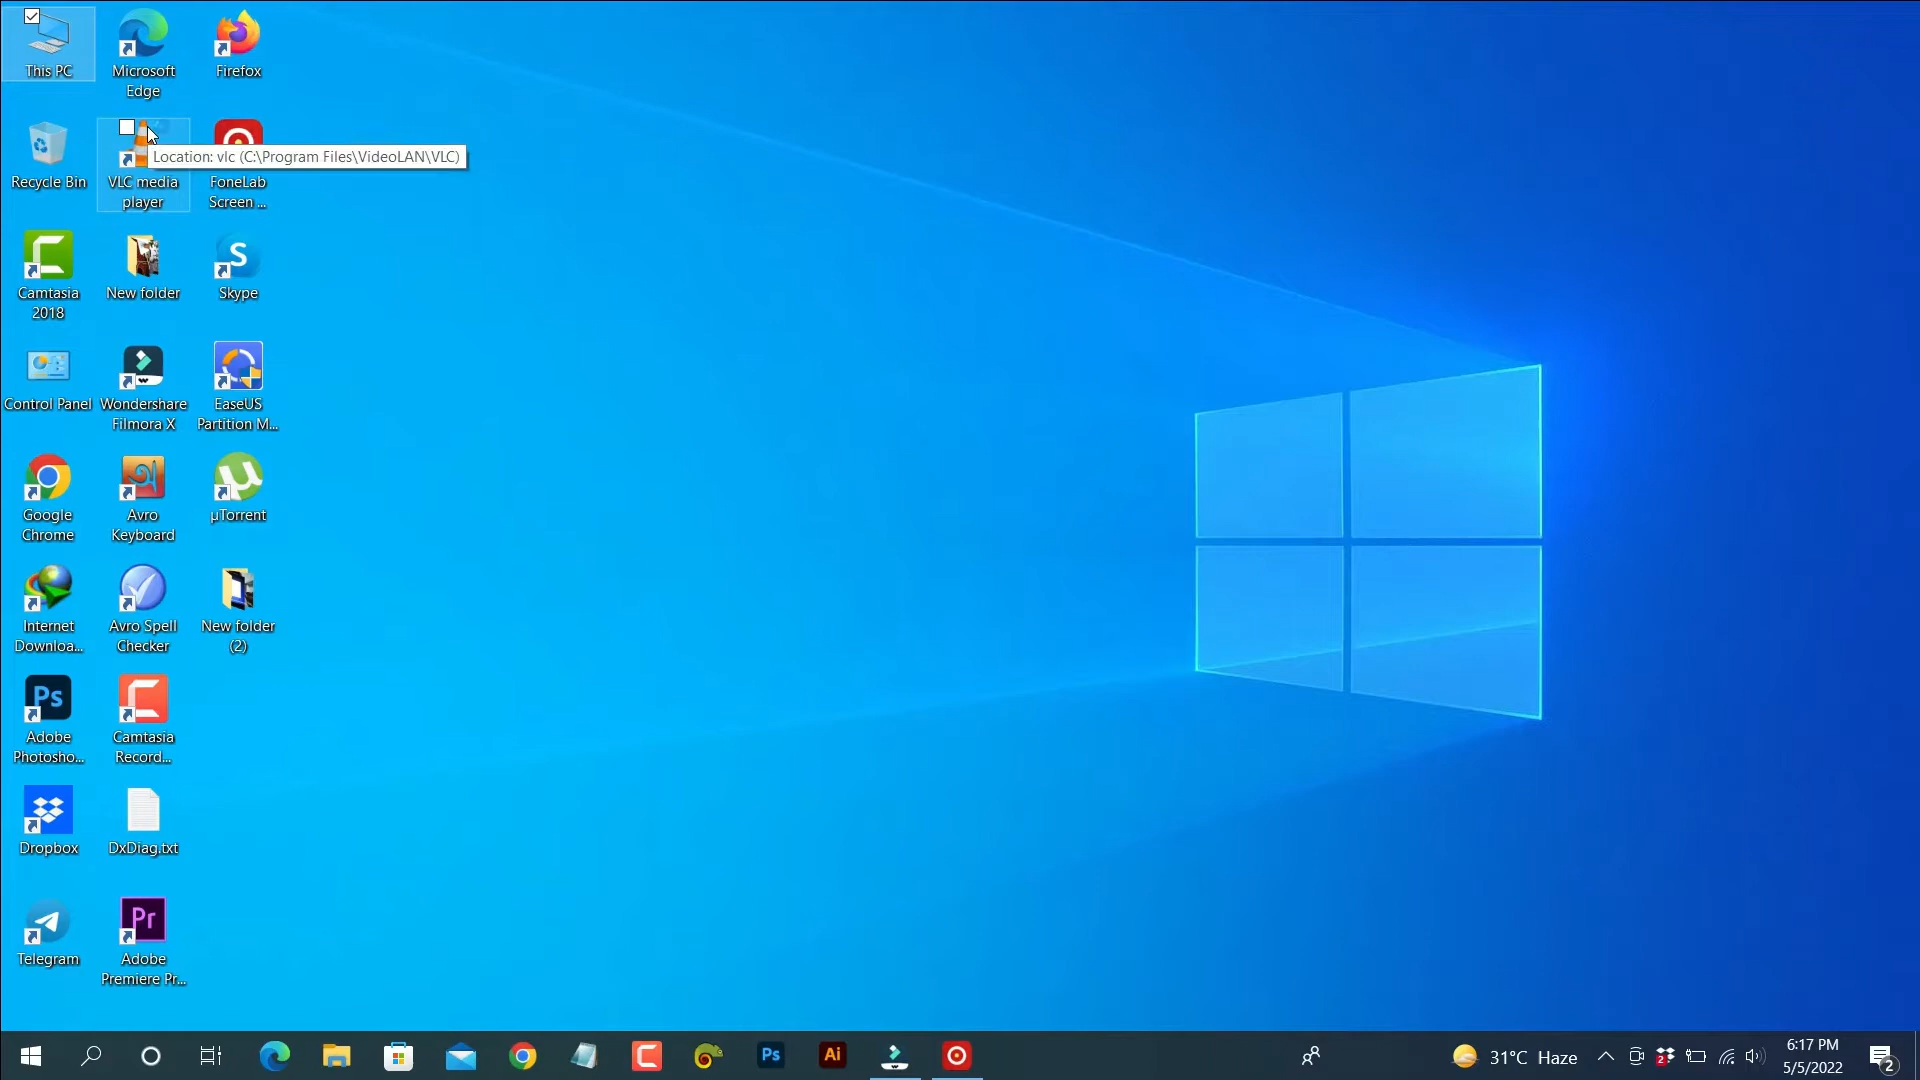 This PC
Microsoft
Edge
Firefox
Location: vlc (C:\Program Files\VideoLAN\VLC)
Recycle Bin
VLC media
player
FoneLab
Screen ...
Camtasia
2018
New folder
S
Skype
Control Panel
Wondershare
Filmora X
EaseUS
Partition M...
Google
Chrome
Avro
Keyboard
µTorrent
Internet
Downloa...
Avro Spell
Checker
New folder
(2)
Ps
Adobe
Photosho...
Camtasia
Record...
Dropbox
DxDiag.txt
Telegram
Pr
Adobe
Premiere Pr...
Ps
Ai
31°C Haze
2
6:17 PM
5/5/2022
2